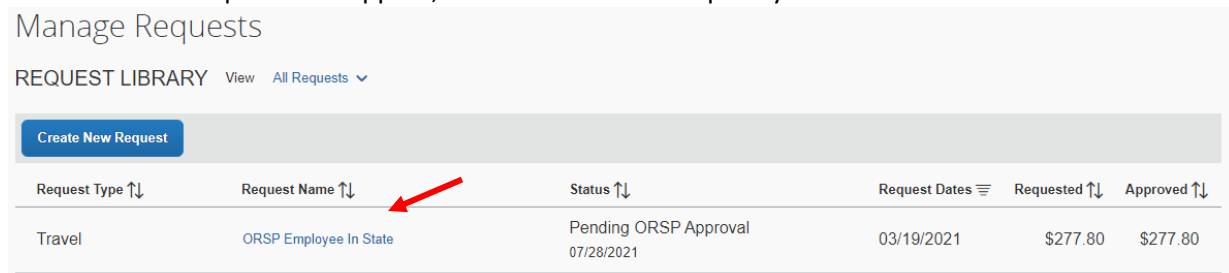 Manage Requests
REQUEST LIBRARY View All Requests
Create New Request
Request Type Request Name Status Request Dates Requested Approved
Travel ORSP Employee In State Pending ORSP Approval 03/19/2021 $277.80 $277.80
07/28/2021